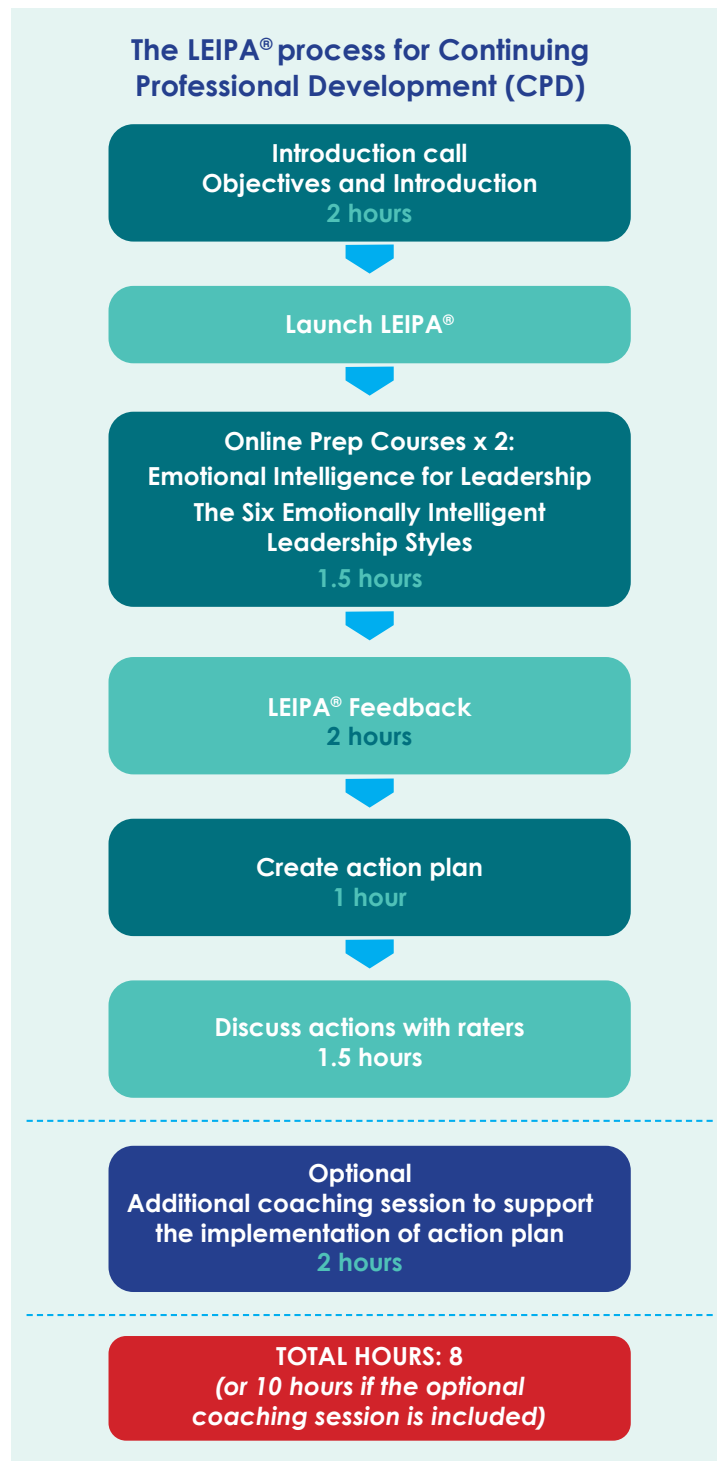 The LEIPA® process for Continuing
Professional Development (CPD)
Introduction call
Objectives and Introduction
2 hours
Launch LEIPA®
Online Prep Courses x 2:
Emotional Intelligence for Leadership
The Six Emotionally Intelligent
Leadership Styles
1.5 hours
LEIPA® Feedback
2 hours
Create action plan
1 hour
Discuss actions with raters
1.5 hours
Optional
Additional coaching session to support
the implementation of action plan
2 hours
TOTAL HOURS: 8
(or 10 hours if the optional
coaching session is included)